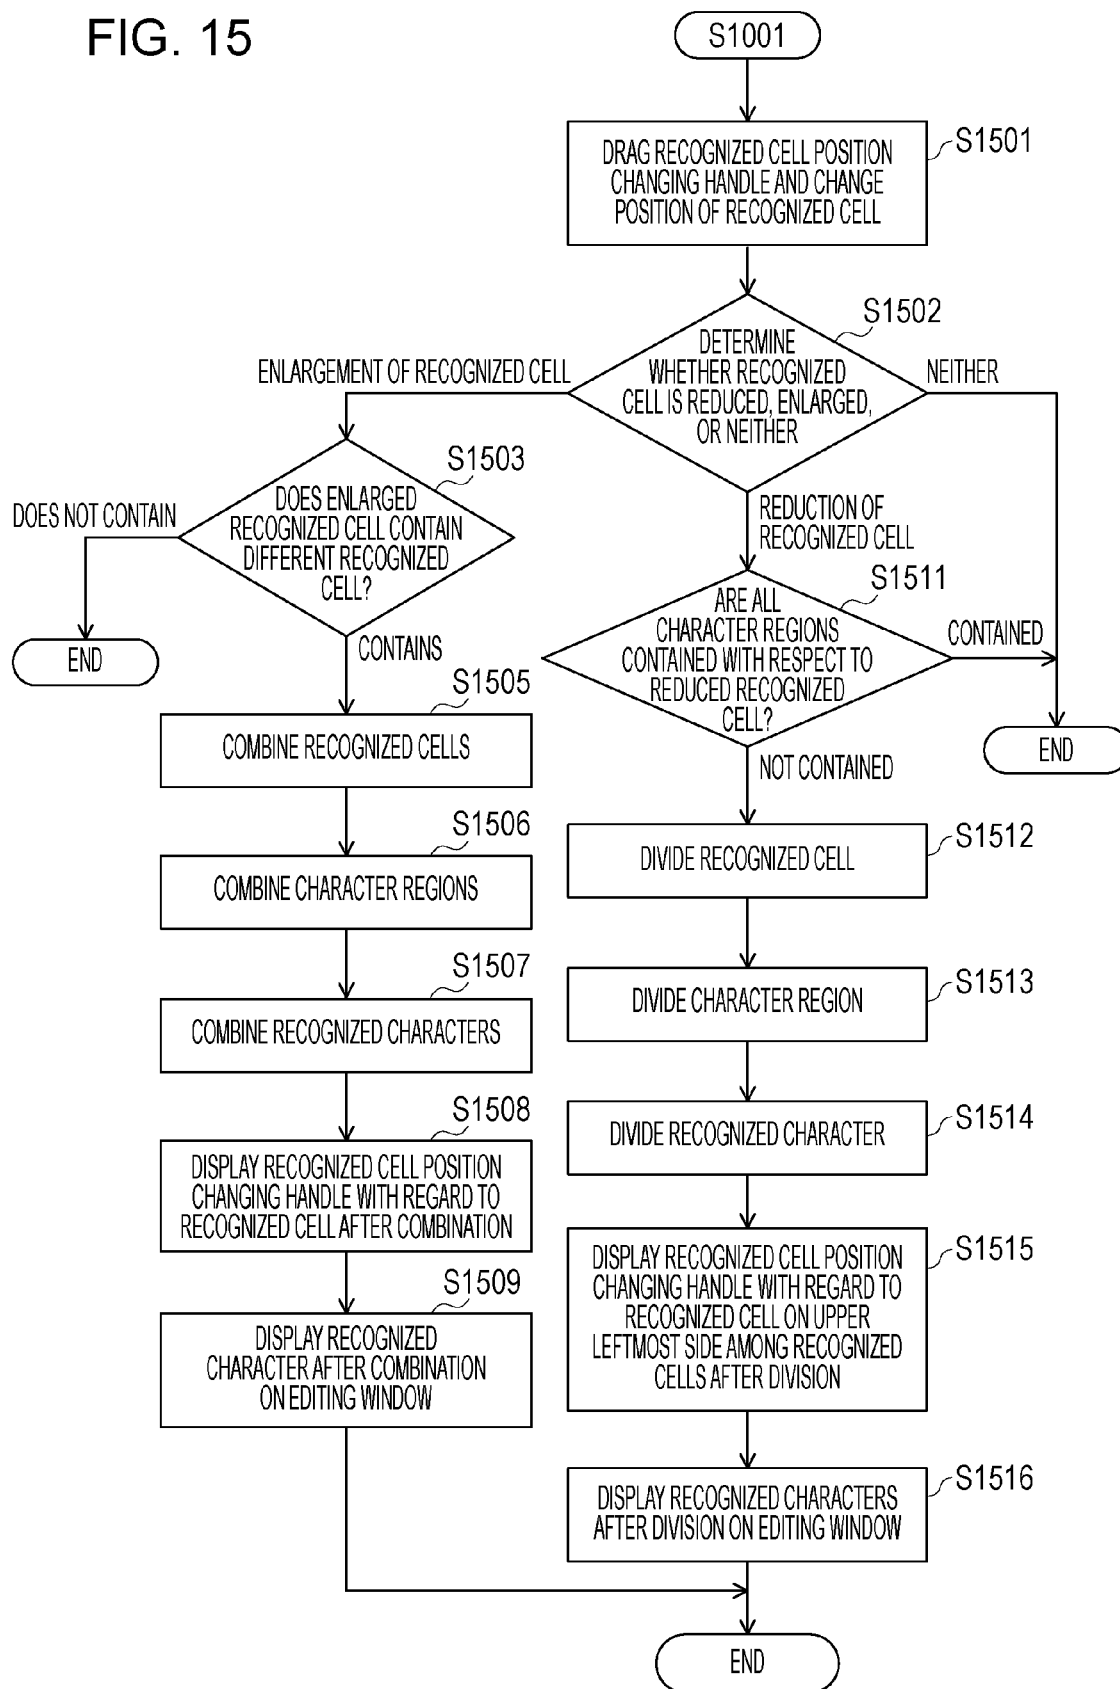 FIG. 15
S1001
DRAG RECOGNIZED CELL POSITION
CHANGING HANDLE AND CHANGE
POSITION OF RECOGNIZED CELL
S1501
DETERMINE
WHETHER RECOGNIZED
CELL IS REDUCED, ENLARGED,
OR NEITHER
S1502
ENLARGEMENT OF RECOGNIZED CELL
NEITHER
REDUCTION OF
RECOGNIZED CELL
DOES ENLARGED
RECOGNIZED CELL CONTAIN
DIFFERENT RECOGNIZED
CELL?
S1503
DOES NOT CONTAIN
END
CONTAINS
ARE ALL
CHARACTER REGIONS
CONTAINED WITH RESPECT TO
REDUCED RECOGNIZED
CELL?
S1511
CONTAINED
END
NOT CONTAINED
S1505
COMBINE RECOGNIZED CELLS
S1506
COMBINE CHARACTER REGIONS
S1507
COMBINE RECOGNIZED CHARACTERS
S1508
DISPLAY RECOGNIZED CELL POSITION
CHANGING HANDLE WITH REGARD TO
RECOGNIZED CELL AFTER COMBINATION
S1509
DISPLAY RECOGNIZED
CHARACTER AFTER COMBINATION
ON EDITING WINDOW
DIVIDE RECOGNIZED CELL
S1512
DIVIDE CHARACTER REGION
S1513
DIVIDE RECOGNIZED CHARACTER
S1514
DISPLAY RECOGNIZED CELL POSITION
CHANGING HANDLE WITH REGARD TO
RECOGNIZED CELL ON UPPER
LEFTMOST SIDE AMONG RECOGNIZED
CELLS AFTER DIVISION
S1515
DISPLAY RECOGNIZED CHARACTERS
AFTER DIVISION ON EDITING WINDOW
S1516
END